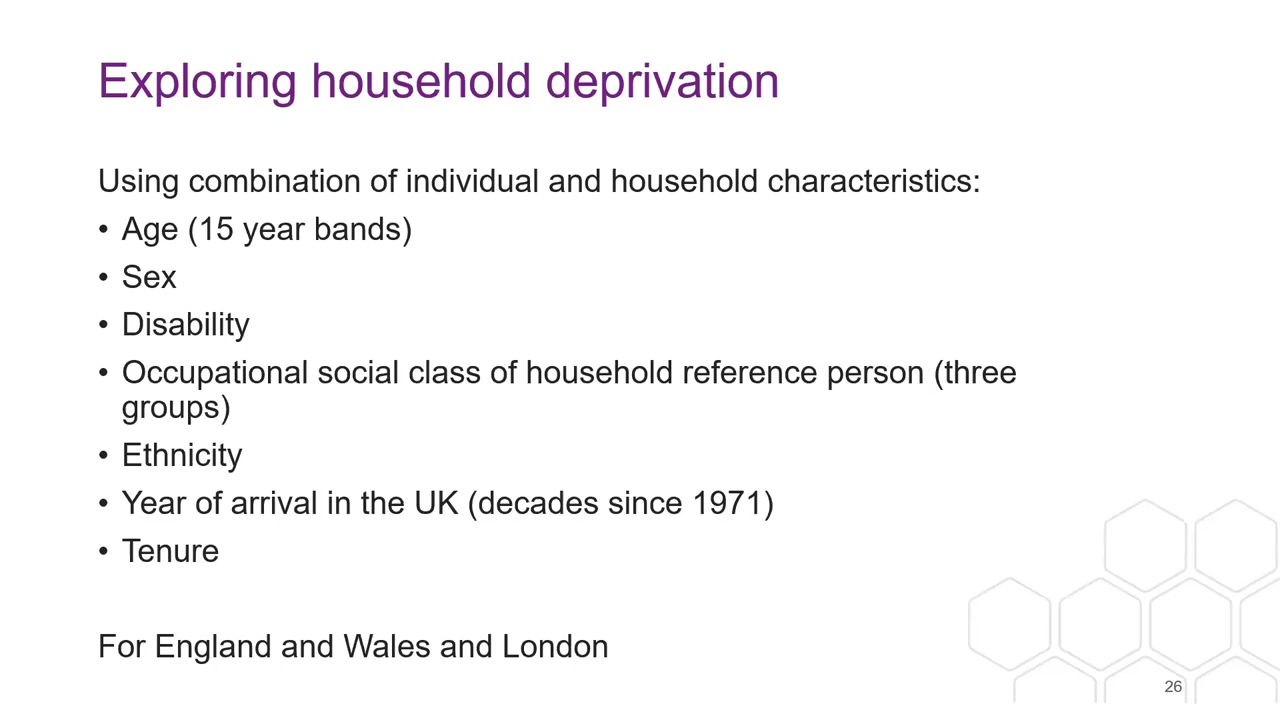 Exploring household deprivation
Using combination of individual and household characteristics:
• Age (15 year bands)
• Sex
• Disability
• Occupational social class of household reference person (three
groups)
• Ethnicity
• Year of arrival in the UK (decades since 1971)
• Tenure
For England and Wales and London
26